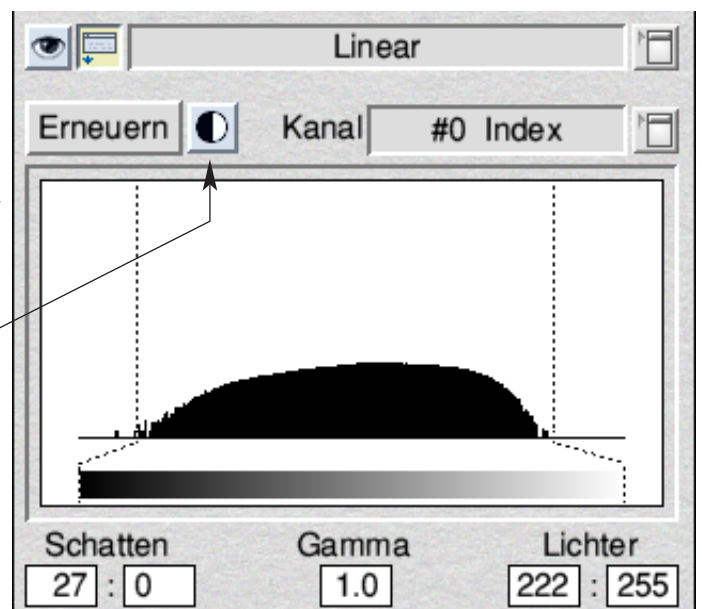 Linear
Erneuern Kanal #0 Index
Schatten Gamma Lichter
27 : 0 1.0 222 : 255